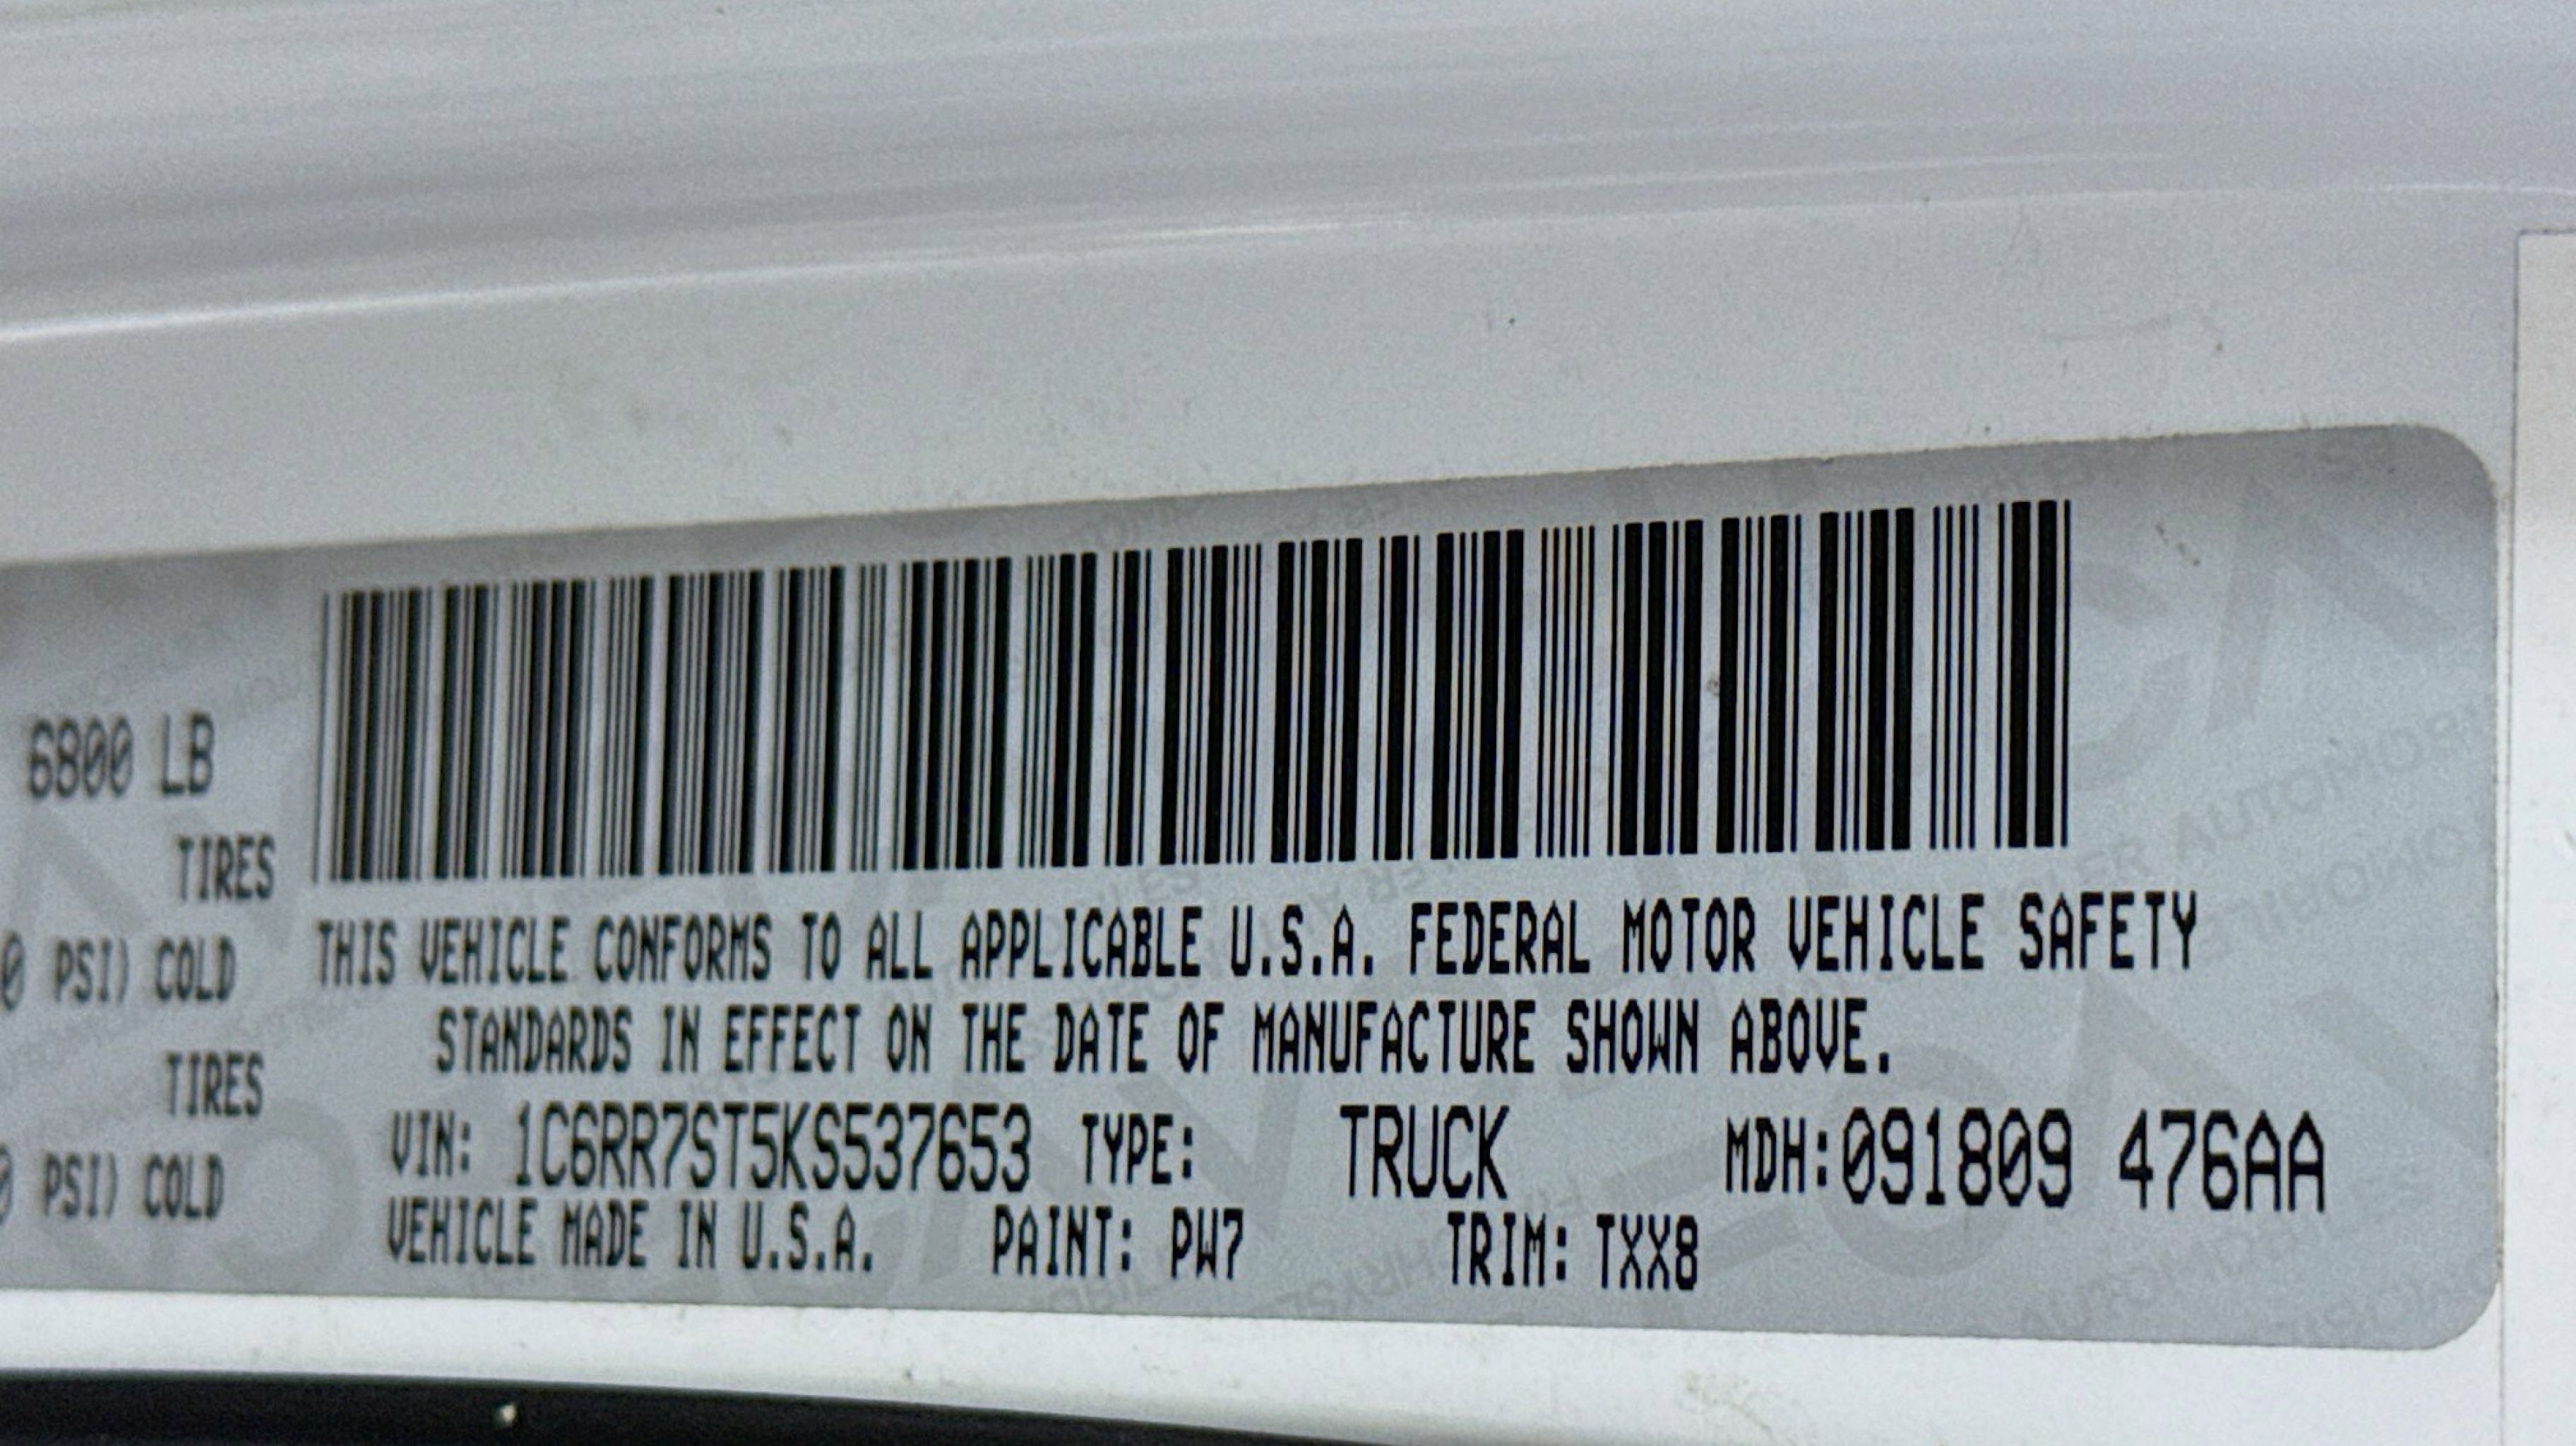 6800 LB
TIRES
0 PSI) COLD
TIRES
0 PSI) COLD
THIS VEHICLE CONFORMS TO ALL APPLICABLE U.S.A. FEDERAL MOTOR VEHICLE SAFETY
STANDARDS IN EFFECT ON THE DATE OF MANUFACTURE SHOWN ABOVE.
VIN: 1C6RR7ST5KS537653 TYPE: TRUCK MDH:091809 476AA
VEHICLE MADE IN U.S.A. PAINT: PW7 TRIM: TXX8